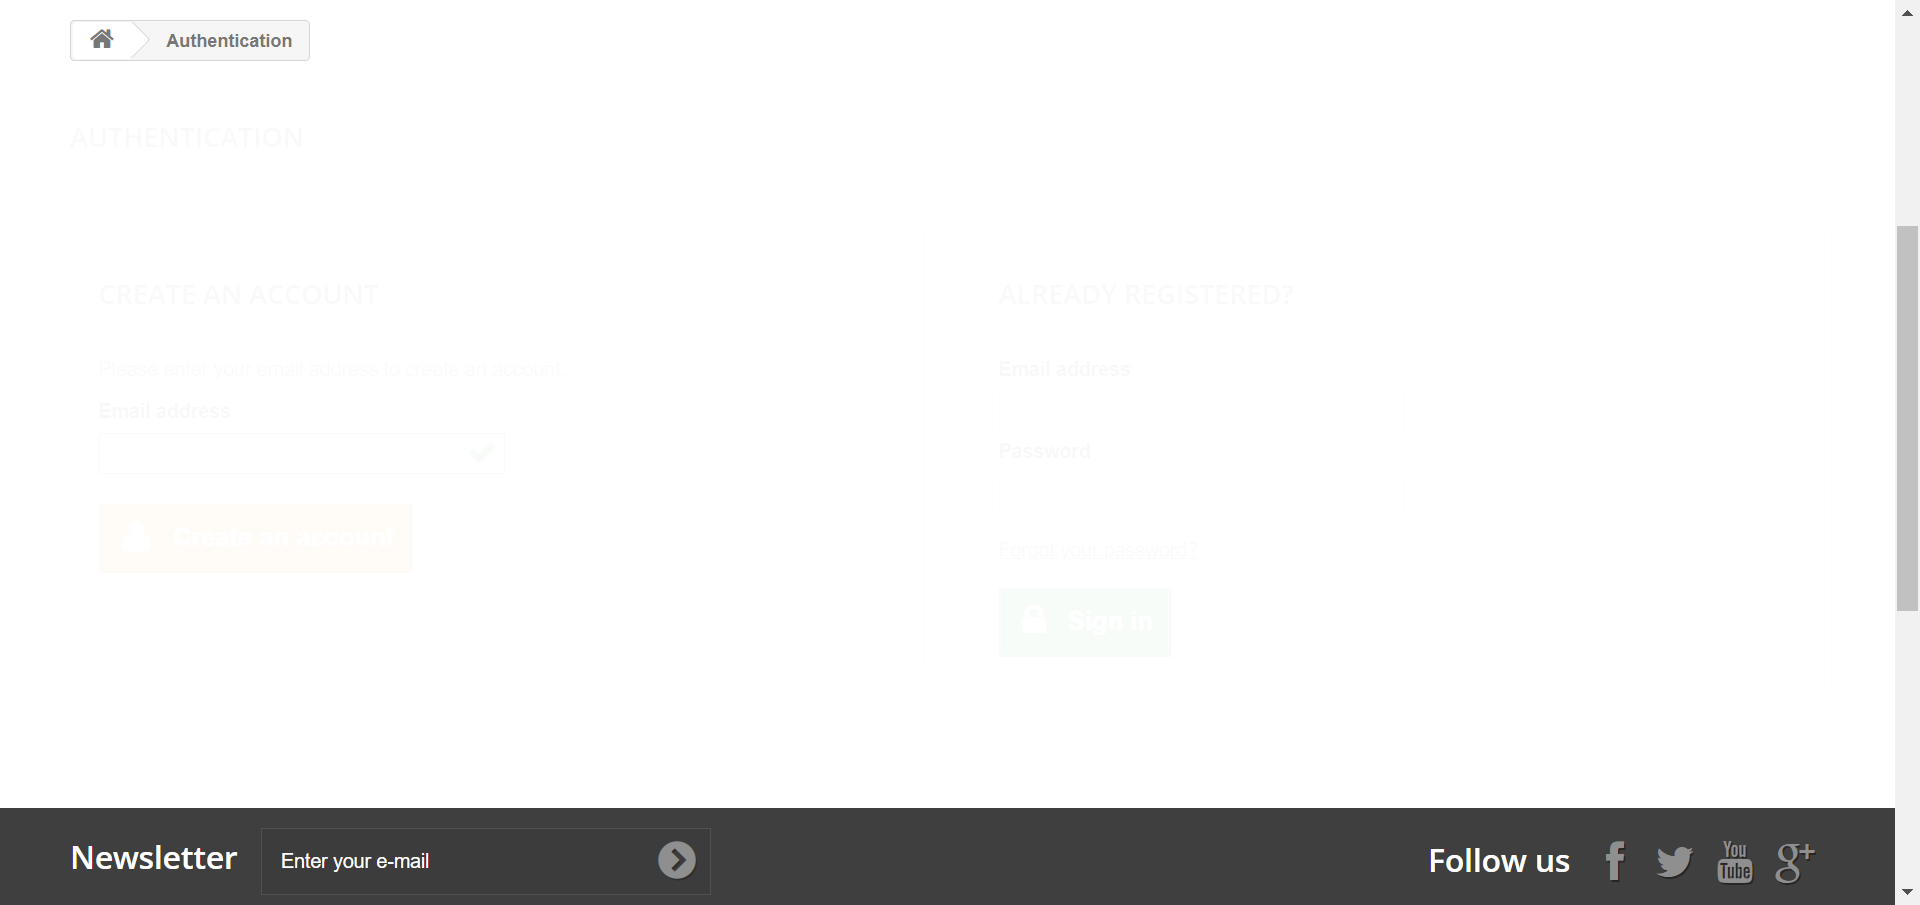 Authentication
AUTHENTICATION
CREATE AN ACCOUNT
Please enter your email address to create an account.
Email address
Create an account
ALREADY REGISTERED?
Email address
Password
Forgot your password?
Sign in
Newsletter
Enter your e-mail
Follow us
You
Tube
g+